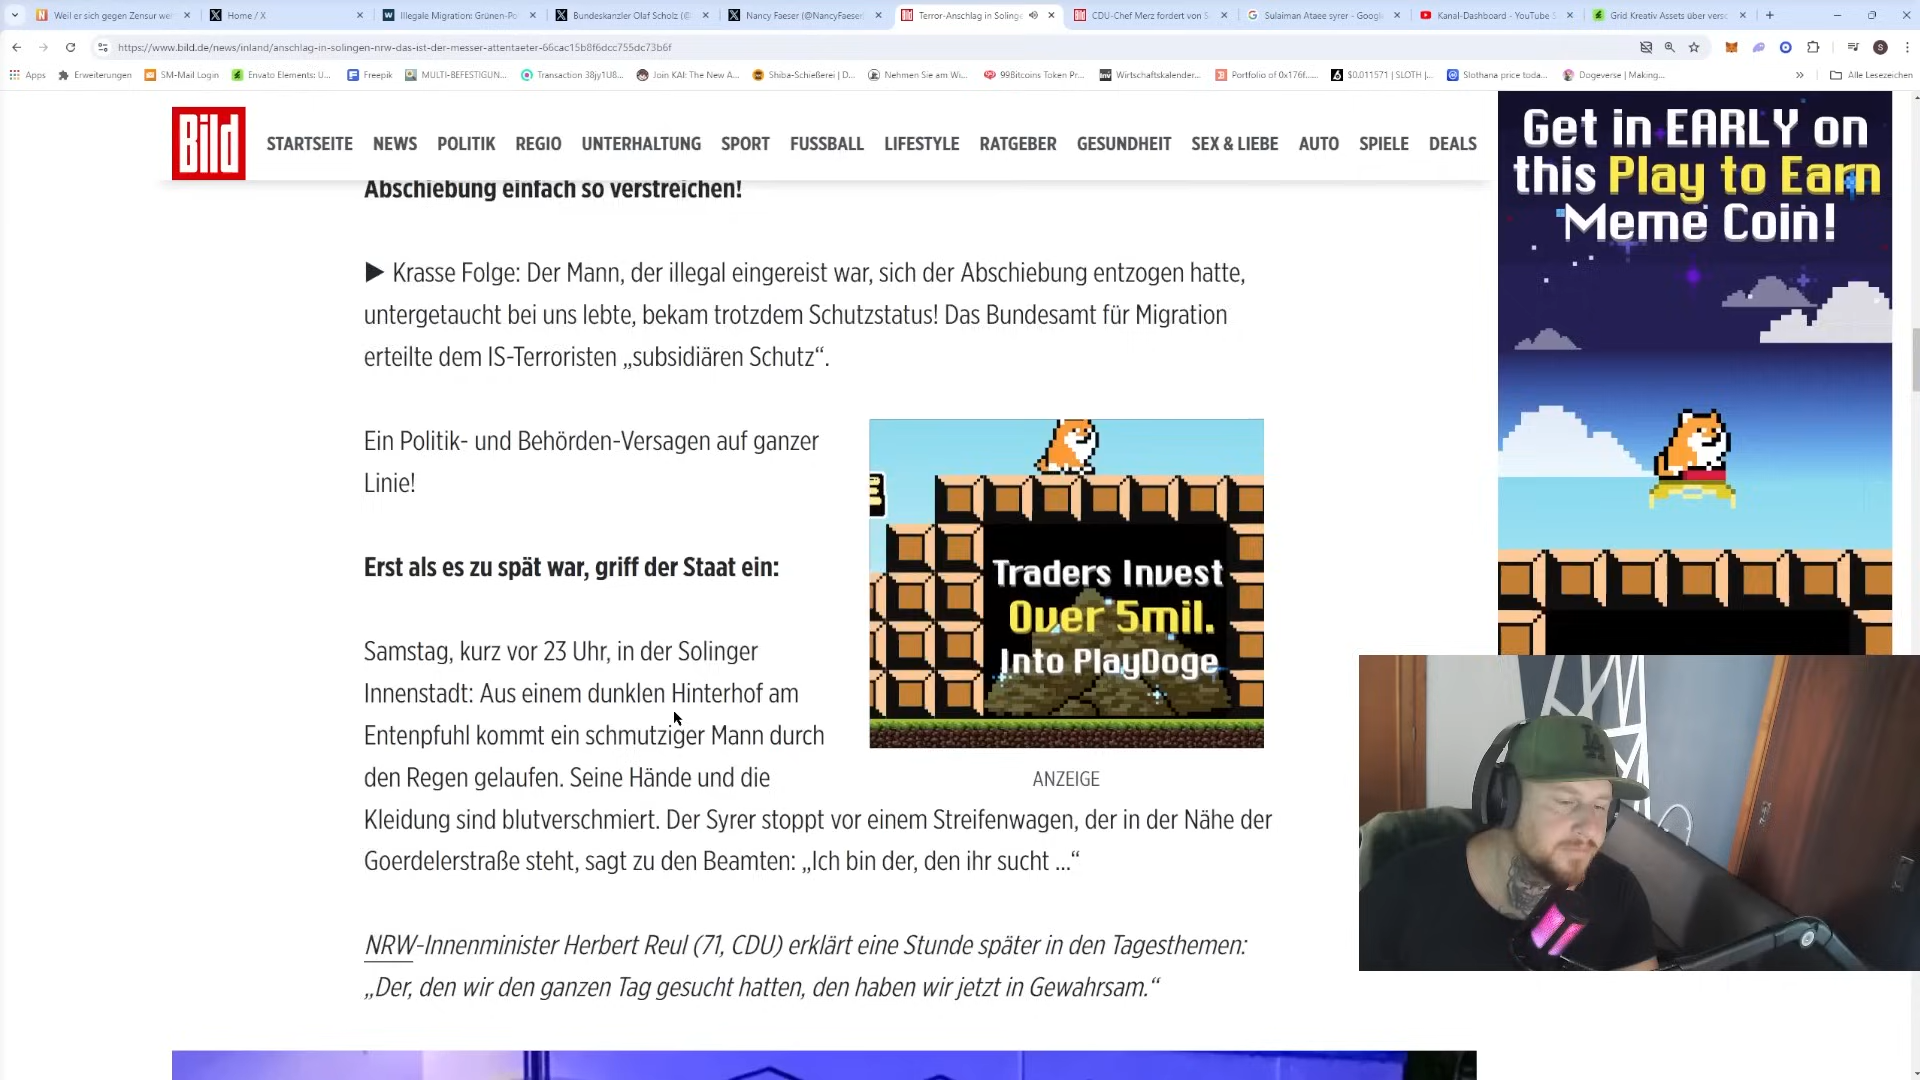 Weil er sich gegen Zensur we
Home / X
Illegale Migration: Grünen-Po
Bundeskanzler Olaf Scholz (@
Nancy Faeser (@NancyFaeser
Terror-Anschlag in Solinge
CDU-Chef Merz fordert von S
Sulaiman Ataee syrer - Googl
Kanal-Dashboard - YouTube S
Grid Kreativ Assets über versc
https://www.bild.de/news/inland/anschlag-in-solingen-nrw-das-ist-der-messer-attentaeter-66cac15b8f6dcc755dc73b6f
Apps
Erweiterungen
SM-Mail Login
Envato Elements: U...
Freepik
MULTI-BEFESTIGUN...
Transaction 38jy1U8...
Join KAI: The New A...
Shiba-Schießerei | D...
Nehmen Sie am Wi...
99Bitcoins Token Pr...
Wirtschaftskalender...
Portfolio of 0x176f...
$0.011571 | SLOTH |...
Slothana price toda...
Dogeverse | Making...
Alle Lesezeichen
Bild
STARTSEITE NEWS POLITIK REGIO UNTERHALTUNG SPORT FUSSBALL LIFESTYLE RATGEBER GESUNDHEIT SEX & LIEBE AUTO SPIELE DEALS
Abschiebung einfach so verstreichen!
▶ Krasse Folge: Der Mann, der illegal eingereist war, sich der Abschiebung entzogen hatte,
untergetaucht bei uns lebte, bekam trotzdem Schutzstatus! Das Bundesamt für Migration
erteilte dem IS-Terroristen „subsidiären Schutz“.
Ein Politik- und Behörden-Versagen auf ganzer
Linie!
Erst als es zu spät war, griff der Staat ein:
Samstag, kurz vor 23 Uhr, in der Solinger
Innenstadt: Aus einem dunklen Hinterhof am
Entenpfuhl kommt ein schmutziger Mann durch
den Regen gelaufen. Seine Hände und die
Kleidung sind blutverschmiert. Der Syrer stoppt vor einem Streifenwagen, der in der Nähe der
Goerdelerstraße steht, sagt zu den Beamten: „Ich bin der, den ihr sucht ...“
NRW-Innenminister Herbert Reul (71, CDU) erklärt eine Stunde später in den Tagesthemen:
„Der, den wir den ganzen Tag gesucht hatten, den haben wir jetzt in Gewahrsam.“
Traders Invest
Over 5mil.
Into PlayDoge
ANZEIGE
Get in EARLY on
this Play to Earn
Meme Coin!